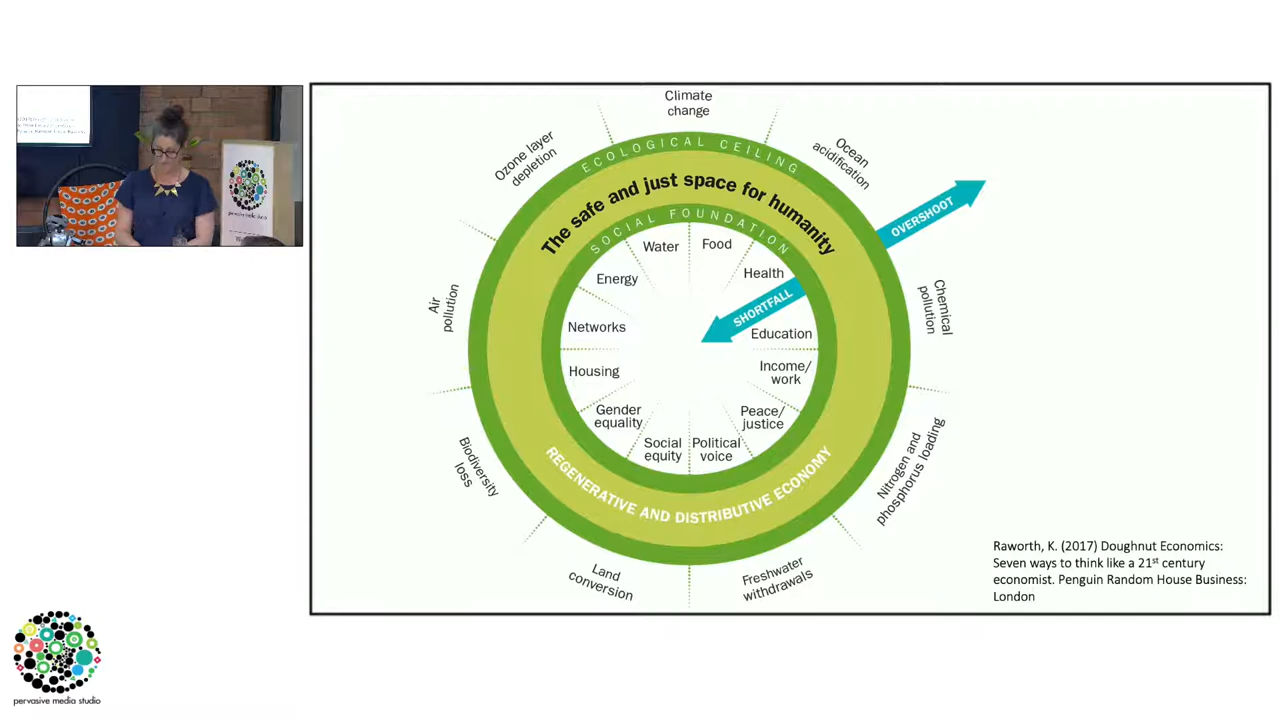 Climate
change
Ozone layer
depletion
Ocean
acidification
ECOLOGICAL CEILING
The safe and just space for humanity
OVERSHOOT
SOCIAL FOUNDATION
Water
Food
Energy
Health
SHORTFALL
Air
pollution
Chemical
pollution
Networks
Education
Housing
Income/
work
Gender
equality
Peace/
justice
Social
equity
Political
voice
REGENERATIVE AND DISTRIBUTIVE ECONOMY
Biodiversity
loss
Nitrogen and
phosphorus loading
Land
conversion
Freshwater
withdrawals
Raworth, K. (2017) Doughnut Economics:
Seven ways to think like a 21st century
economist. Penguin Random House Business:
London
pervasive media studio